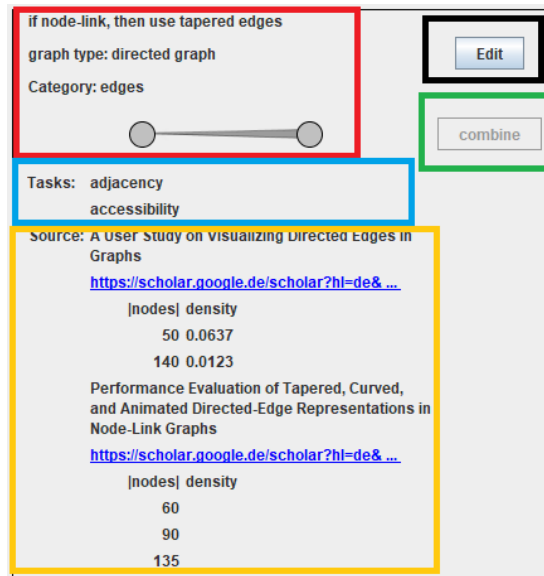 if node-link, then use tapered edges
graph type: directed graph
Category: edges
Edit
combine
Tasks: adjacency
accessibility
Source: A User Study on Visualizing Directed Edges in
Graphs
https://scholar.google.de/scholar?hl=de& ...
|nodes| density
50 0.0637
140 0.0123
Performance Evaluation of Tapered, Curved,
and Animated Directed-Edge Representations in
Node-Link Graphs
https://scholar.google.de/scholar?hl=de& ...
|nodes| density
60
90
135